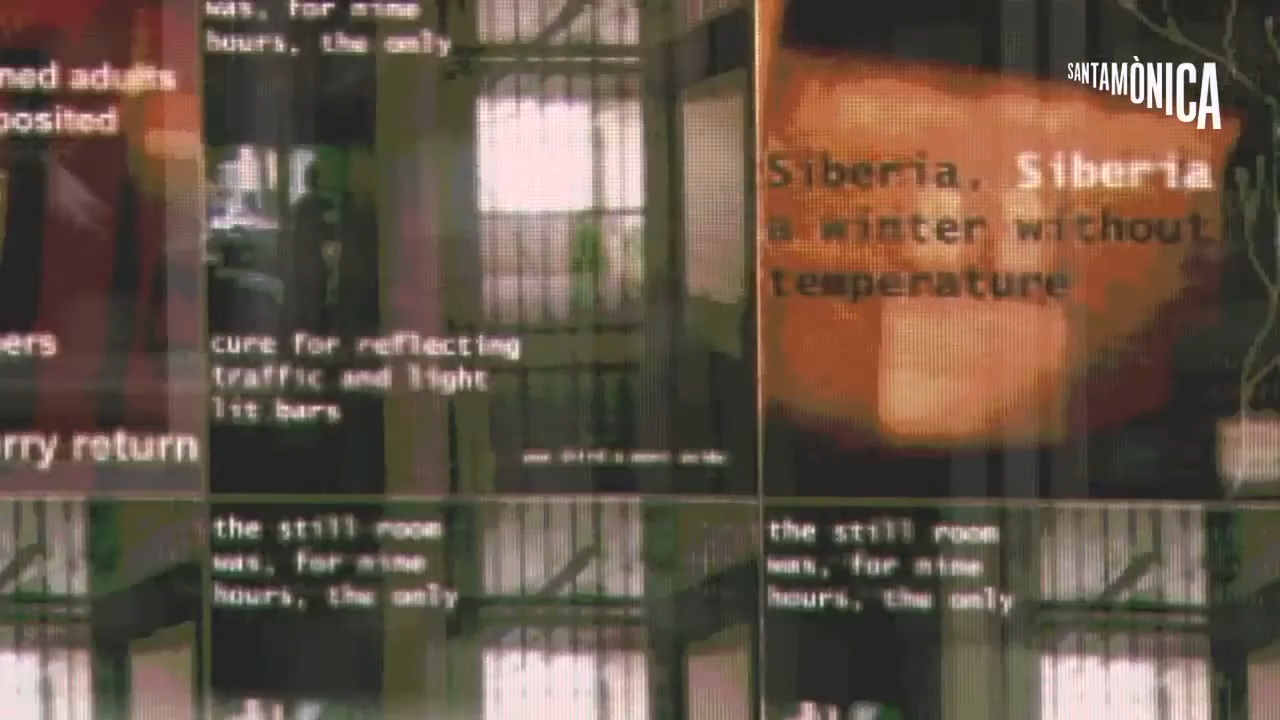 was, for nine
hours, the only
ned adults
posited
ers
rry return
cure for reflecting
traffic and light
lit bars
SANTAMÒNICA
Siberia, Siberia
a winter without
temperature
the still room
was, for nine
hours, the only
the still room
was, for nine
hours, the only